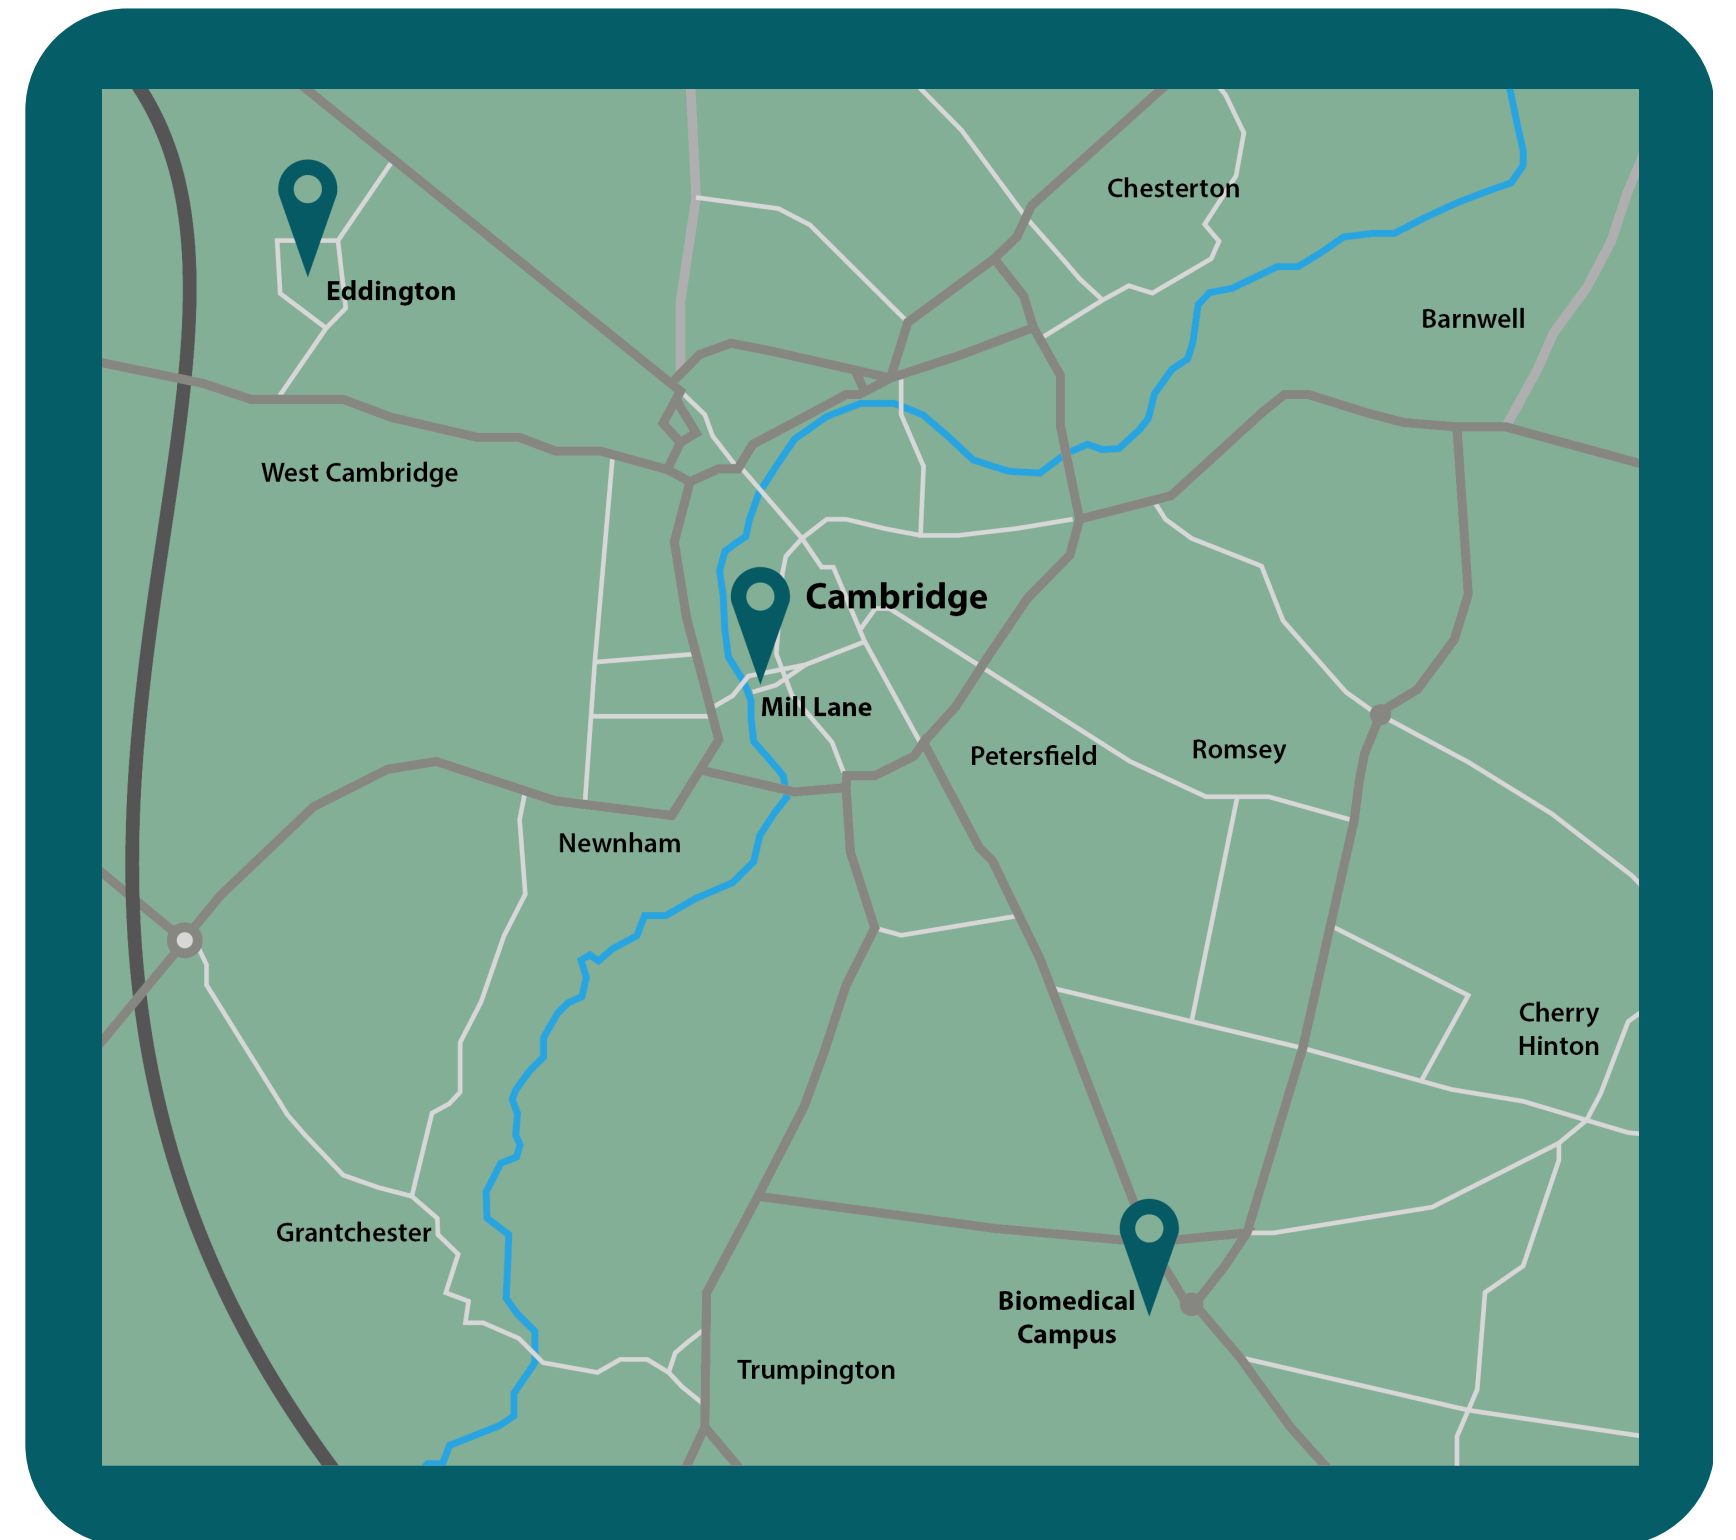 Chesterton
Eddington
Barnwell
West Cambridge
Cambridge
Mill Lane
Petersfield
Romsey
Newnham
Cherry
Hinton
Grantchester
Biomedical
Campus
Trumpington